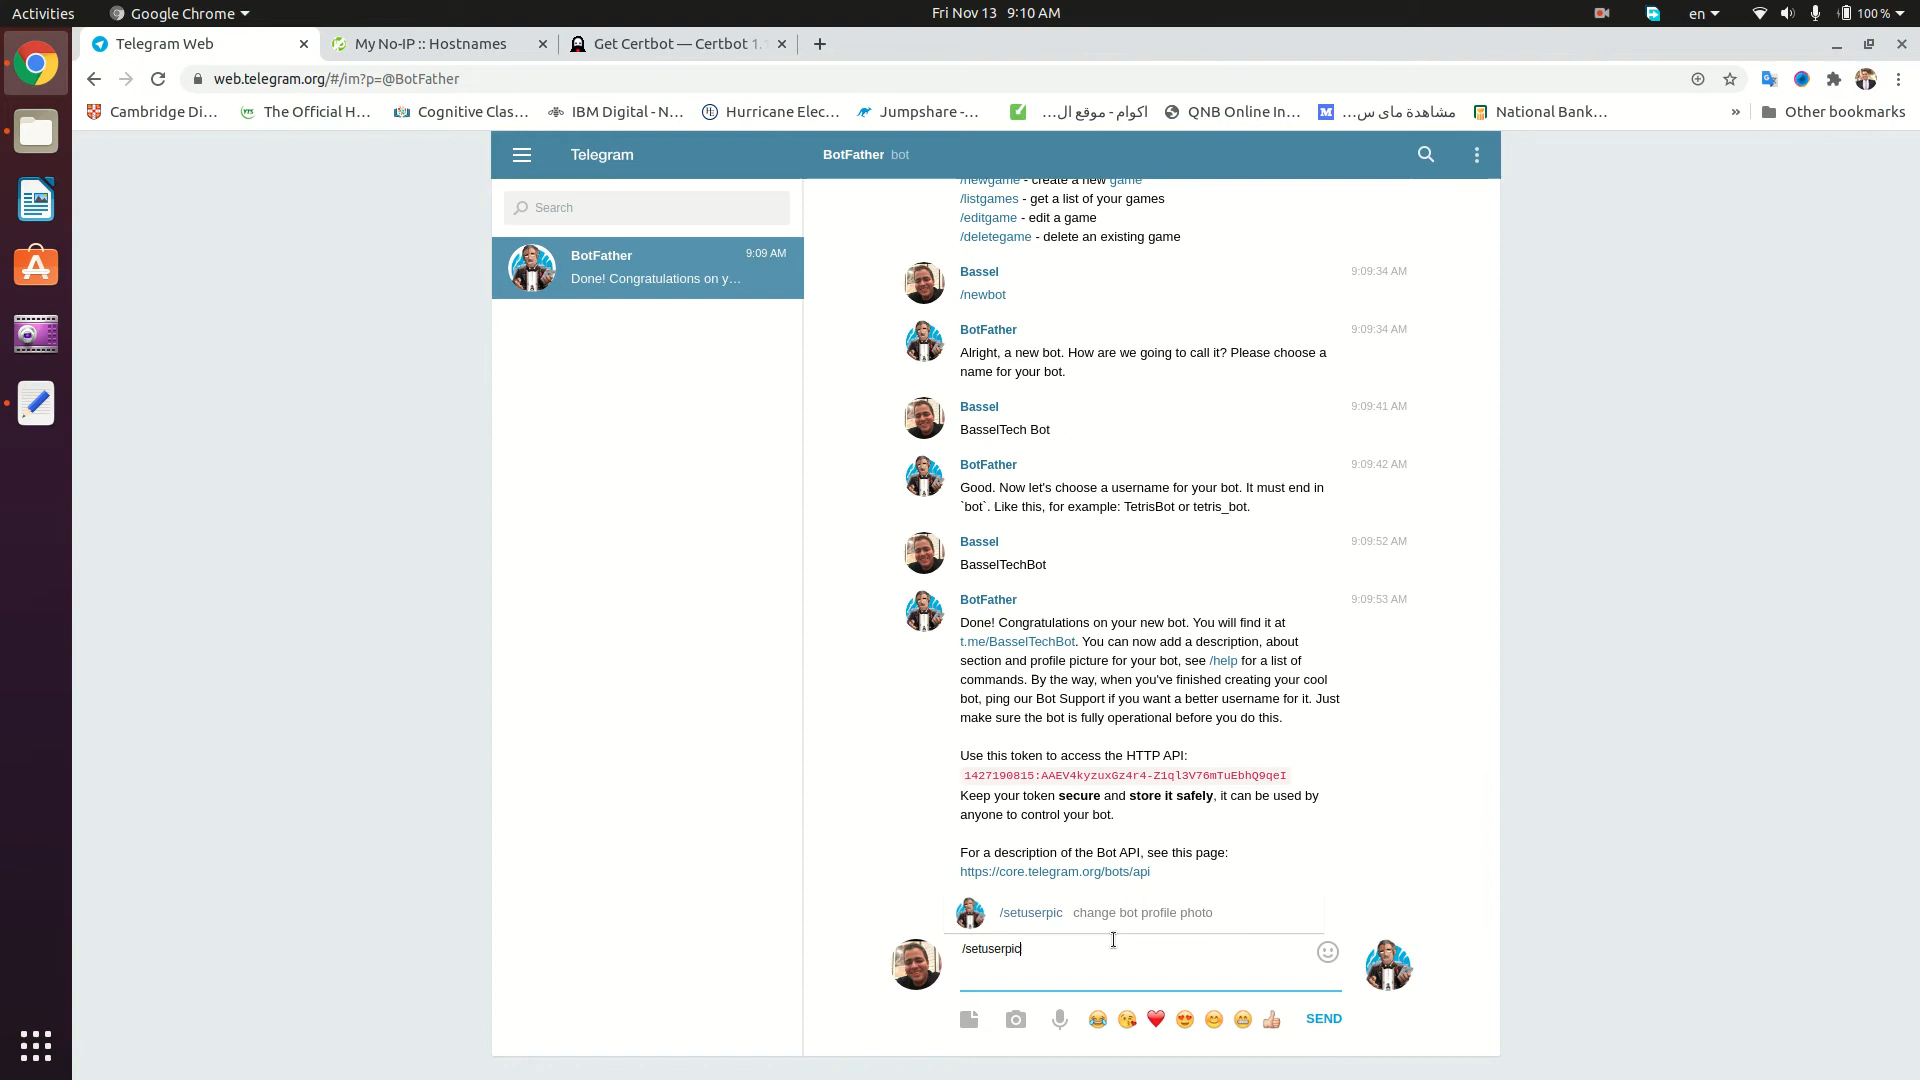 Activities
Google Chrome
Fri Nov 13 9:10 AM
en
100 %
Telegram Web
My No-IP :: Hostnames
Get Certbot — Certbot 1.
web.telegram.org/#/im?p=@BotFather
Cambridge Di...
The Official H...
Cognitive Clas...
IBM Digital - N...
Hurricane Elec...
Jumpshare -...
اكوام - موقع ال...
QNB Online In...
مشاهدة ماى س...
National Bank...
»
Other bookmarks
Telegram
BotFather bot
Search
BotFather
9:09 AM
Done! Congratulations on y...
/newgame - create a new game
/listgames - get a list of your games
/editgame - edit a game
/deletegame - delete an existing game
Bassel
9:09:34 AM
/newbot
BotFather
9:09:34 AM
Alright, a new bot. How are we going to call it? Please choose a
name for your bot.
Bassel
9:09:41 AM
BasselTech Bot
BotFather
9:09:42 AM
Good. Now let's choose a username for your bot. It must end in
`bot`. Like this, for example: TetrisBot or tetris_bot.
Bassel
9:09:52 AM
BasselTechBot
BotFather
9:09:53 AM
Done! Congratulations on your new bot. You will find it at
t.me/BasselTechBot. You can now add a description, about
section and profile picture for your bot, see /help for a list of
commands. By the way, when you've finished creating your cool
bot, ping our Bot Support if you want a better username for it. Just
make sure the bot is fully operational before you do this.
Use this token to access the HTTP API:
1427190815:AAEV4kyzuxGz4r4-Z1ql3V76mTuEbhQ9qeI
Keep your token secure and store it safely, it can be used by
anyone to control your bot.
For a description of the Bot API, see this page:
https://core.telegram.org/bots/api
/setuserpic change bot profile photo
/setuserpic
SEND